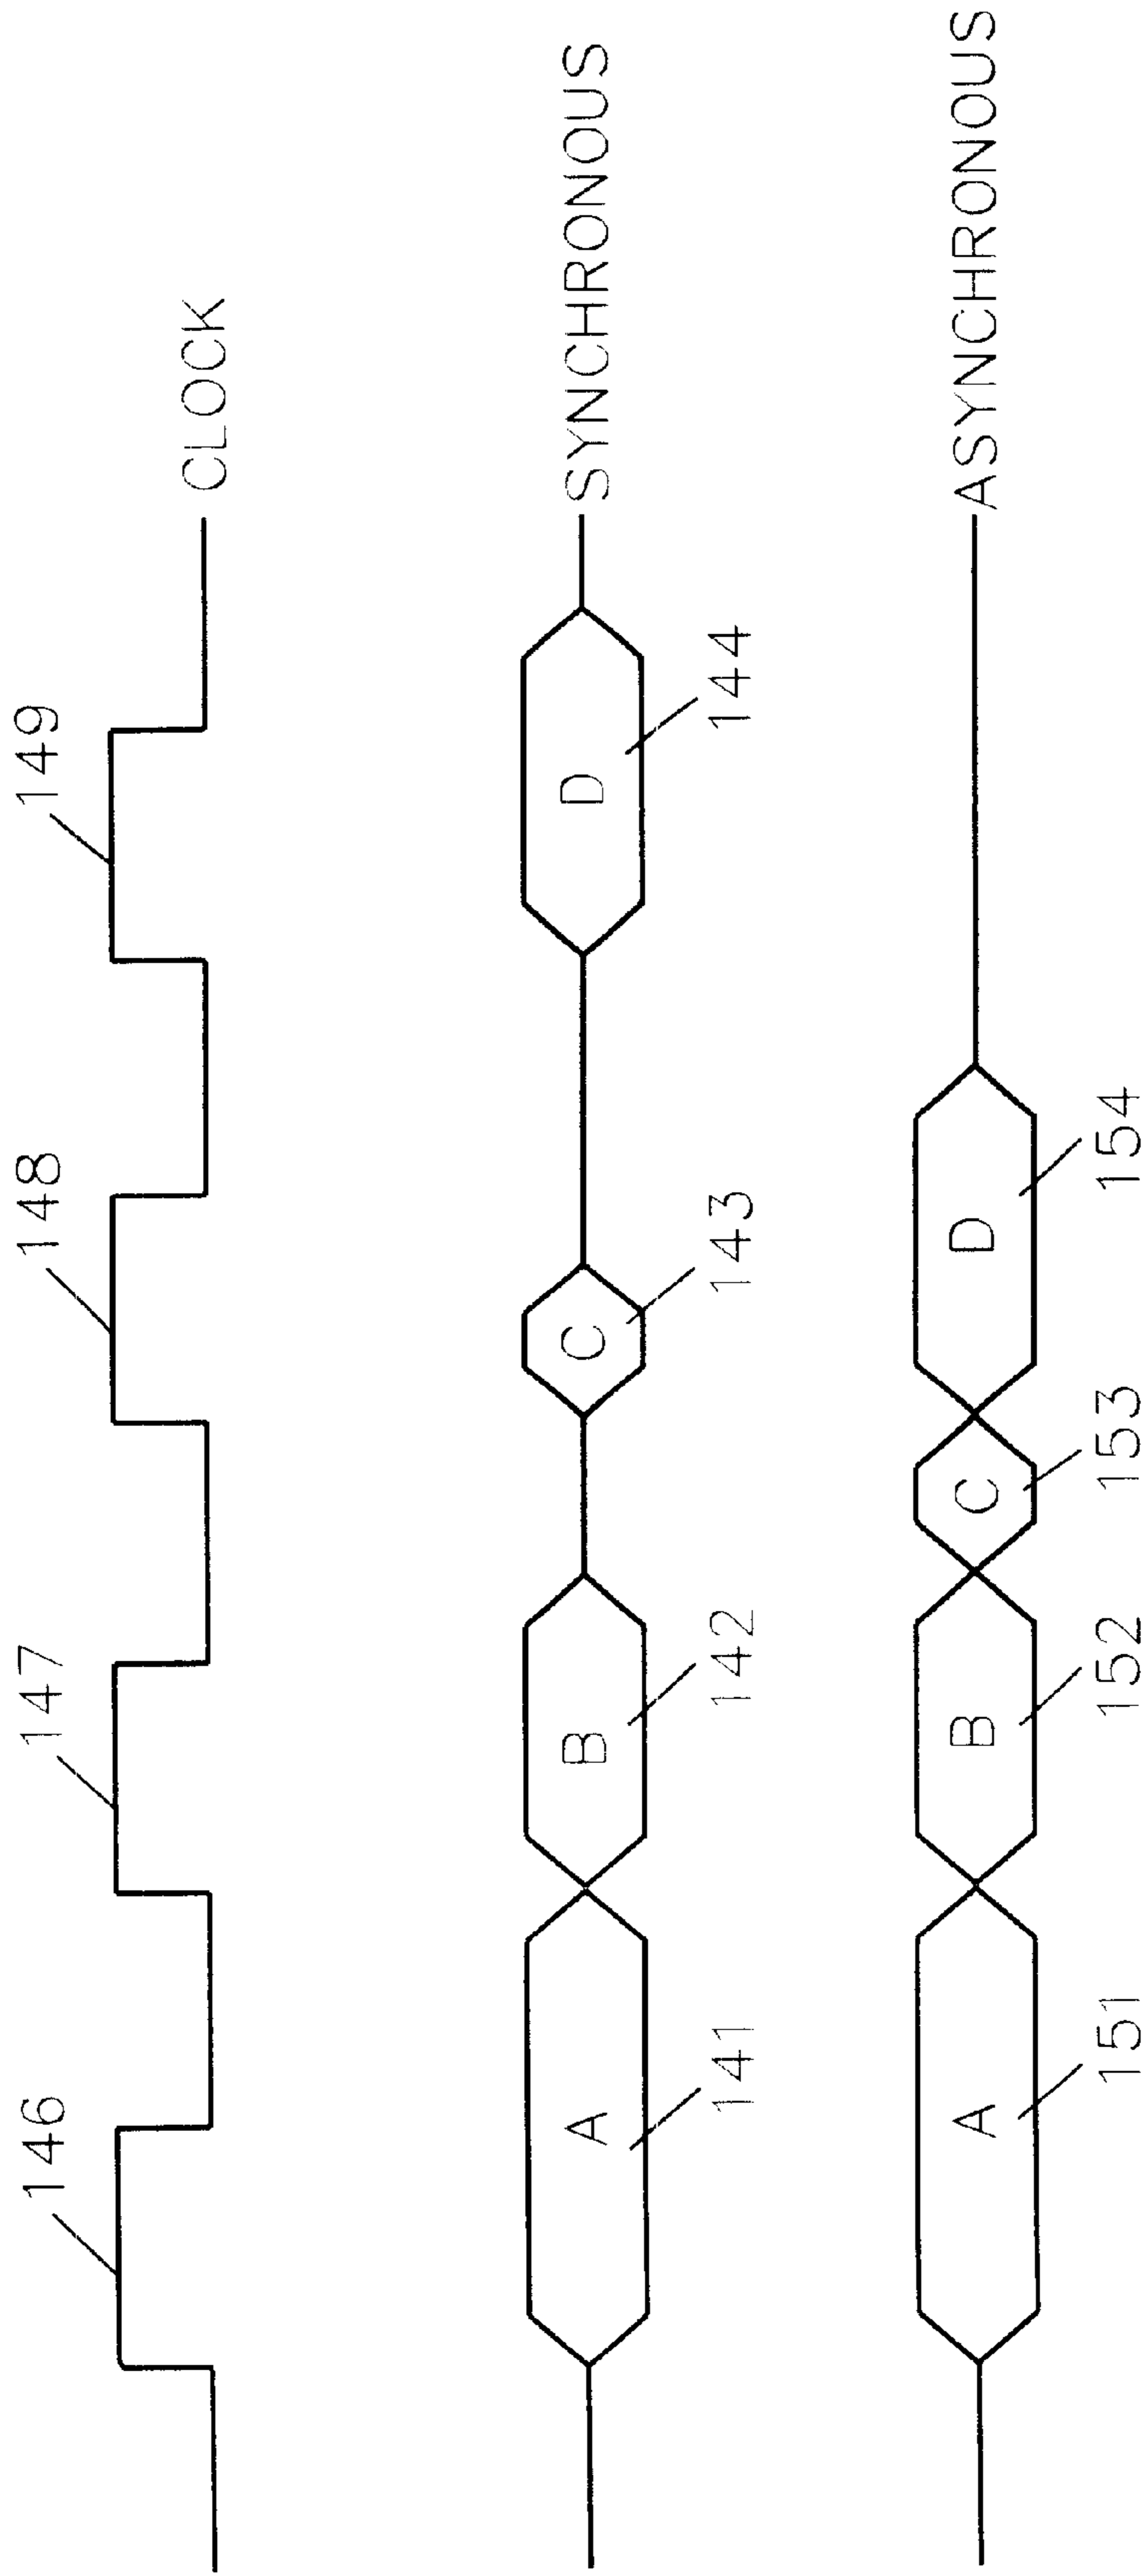 146
147
148
149
CLOCK
A
B
C
D
SYNCHRONOUS
141
142
143
144
A
B
C
D
ASYNCHRONOUS
151
152
153
154